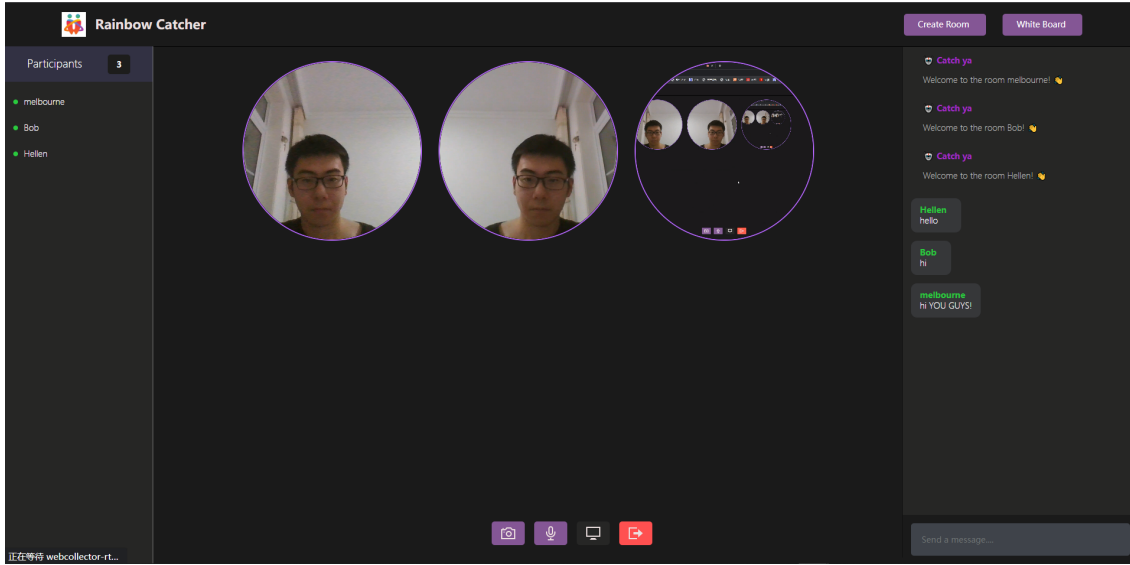 Rainbow Catcher
Create Room
White Board
Participants 3
melbourne
Bob
Hellen
Catch ya
Welcome to the room melbourne! 👋
Catch ya
Welcome to the room Bob! 👋
Catch ya
Welcome to the room Hellen! 👋
Hellen
hello
Bob
hi
melbourne
hi YOU GUYS!
Send a message...
正在等待 webcollector-rt...